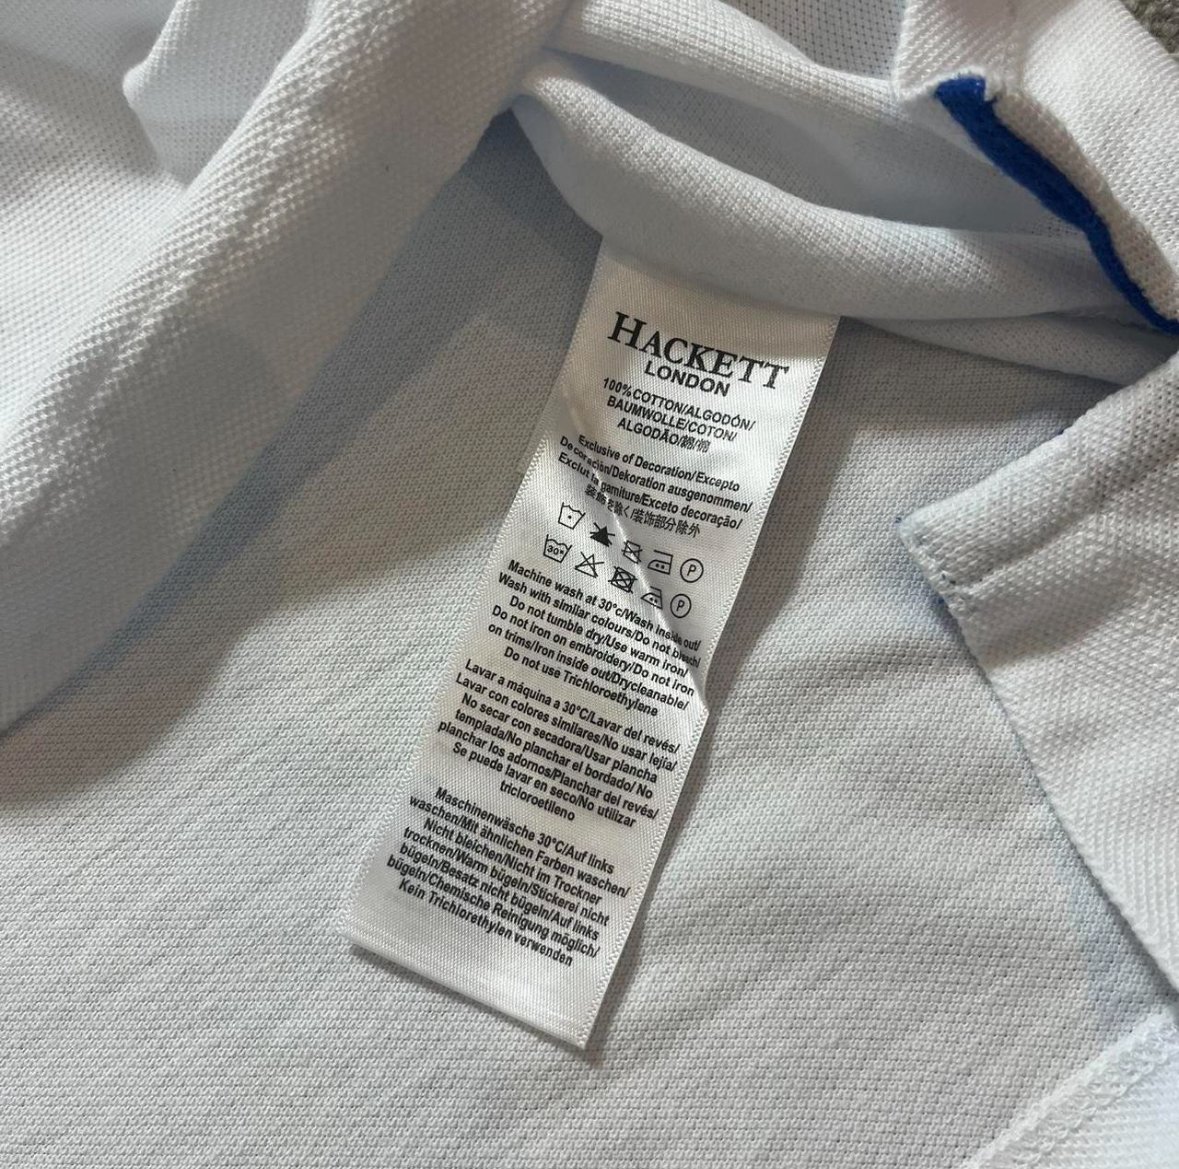 HACKETT
LONDON
100%COTTON/ALGODÓN/
BAUMWOLLE/COTON/
ALGODÃO/綿/棉
Exclusive of Decoration/Excepto
Decoración/Dekoration ausgenommen/
Exclut la garniture/Exceto decoração/
装飾を除く/装饰部分除外
P
30° P
Machine wash at 30°c/Wash inside out/
Wash with similar colours/Do not bleach/
Do not tumble dry/Use warm iron/
Do not iron on embroidery/Do not iron
on trims/Iron inside out/Drycleanable/
Do not use Trichloroethylene
Lavar a máquina a 30°C/Lavar del revés/
Lavar con colores similares/No usar lejía/
No secar con secadora/Usar plancha
templada/No planchar el bordado/ No
planchar los adornos/Planchar del revés/
Se puede lavar en seco/No utilizar
tricloroetileno
Maschinenwäsche 30°C/Auf links
waschen/Mit ähnlichen Farben waschen/
Nicht bleichen/Nicht im Trockner
trocknen/Warm bügeln/Stickerei nicht
bügeln/Besatz nicht bügeln/Auf links
bügeln/Chemische Reinigung möglich/
Kein Trichlorethylen verwenden